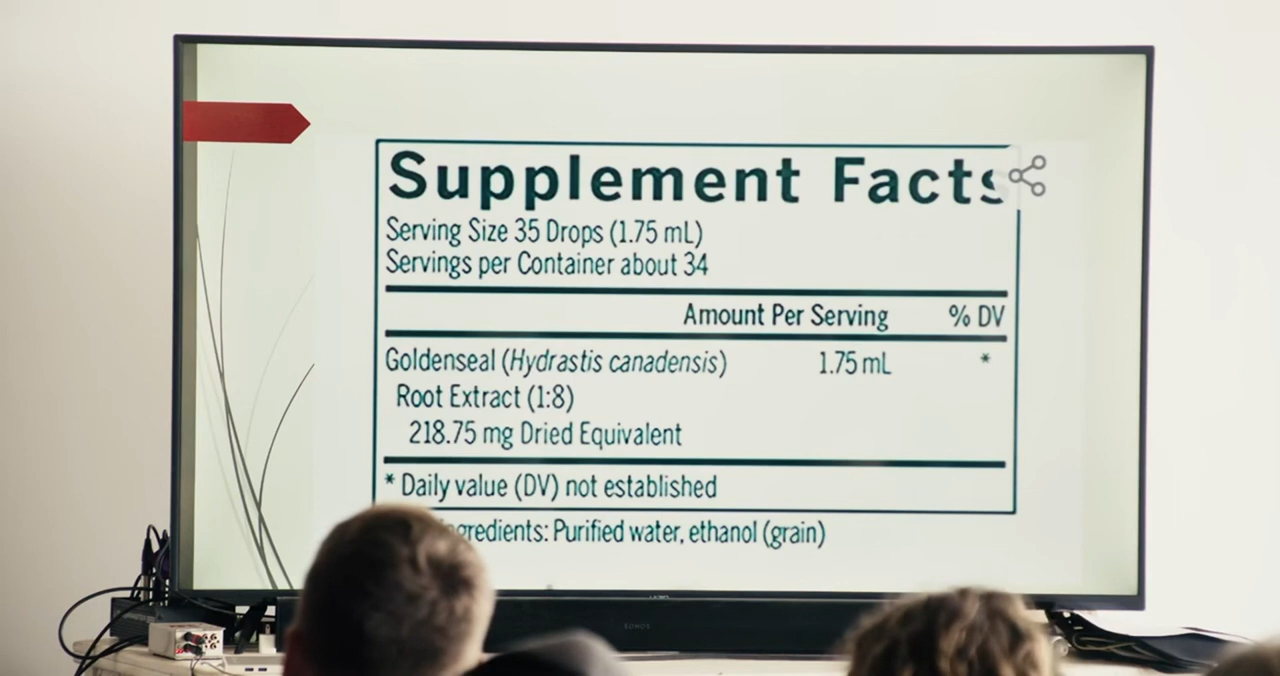 Supplement Facts
Serving Size 35 Drops (1.75 mL)
Servings per Container about 34
Amount Per Serving % DV
Goldenseal (Hydrastis canadensis) 1.75 mL *
Root Extract (1:8)
218.75 mg Dried Equivalent
* Daily value (DV) not established
ingredients: Purified water, ethanol (grain)
SONOS